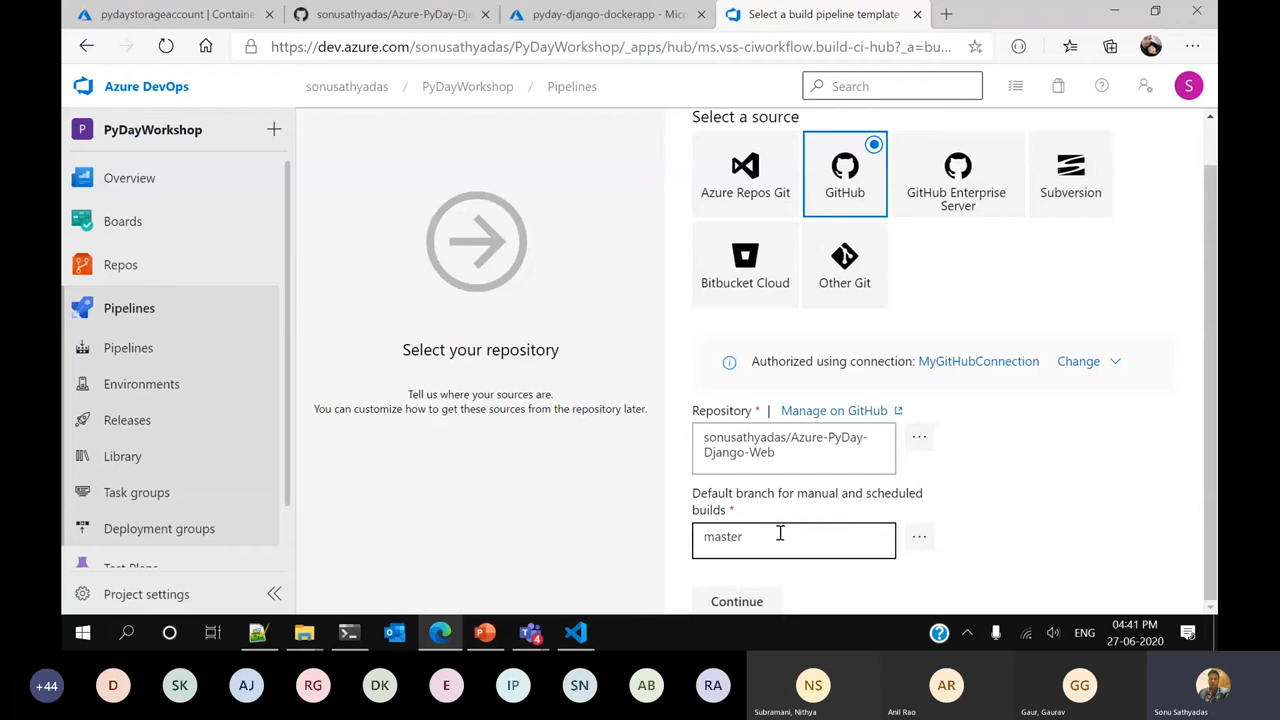 pydaystorageaccount | Containe
sonusathyadas/Azure-PyDay-Dj
pyday-django-dockerapp - Micr
Select a build pipeline template
https://dev.azure.com/sonusathyadas/PyDayWorkshop/_apps/hub/ms.vss-ciworkflow.build-ci-hub?_a=bu...
Azure DevOps
sonusathyadas / PyDayWorkshop / Pipelines
Search
S
P
PyDayWorkshop
Overview
Boards
Repos
Pipelines
Pipelines
Environments
Releases
Library
Task groups
Deployment groups
Test Plans
Project settings
Select your repository
Tell us where your sources are.
You can customize how to get these sources from the repository later.
Select a source
Azure Repos Git
GitHub
GitHub Enterprise
Server
Subversion
Bitbucket Cloud
Other Git
Authorized using connection: MyGitHubConnection
Change
Repository * | Manage on GitHub
sonusathyadas/Azure-PyDay-
Django-Web
Default branch for manual and scheduled
builds *
master
Continue
4
ENG
04:41 PM
27-06-2020
+44
D
SK
AJ
RG
DK
E
IP
SN
AB
RA
NS
Subramani, Nithya
AR
Anil Rao
GG
Gaur, Gaurav
Sonu Sathyadas